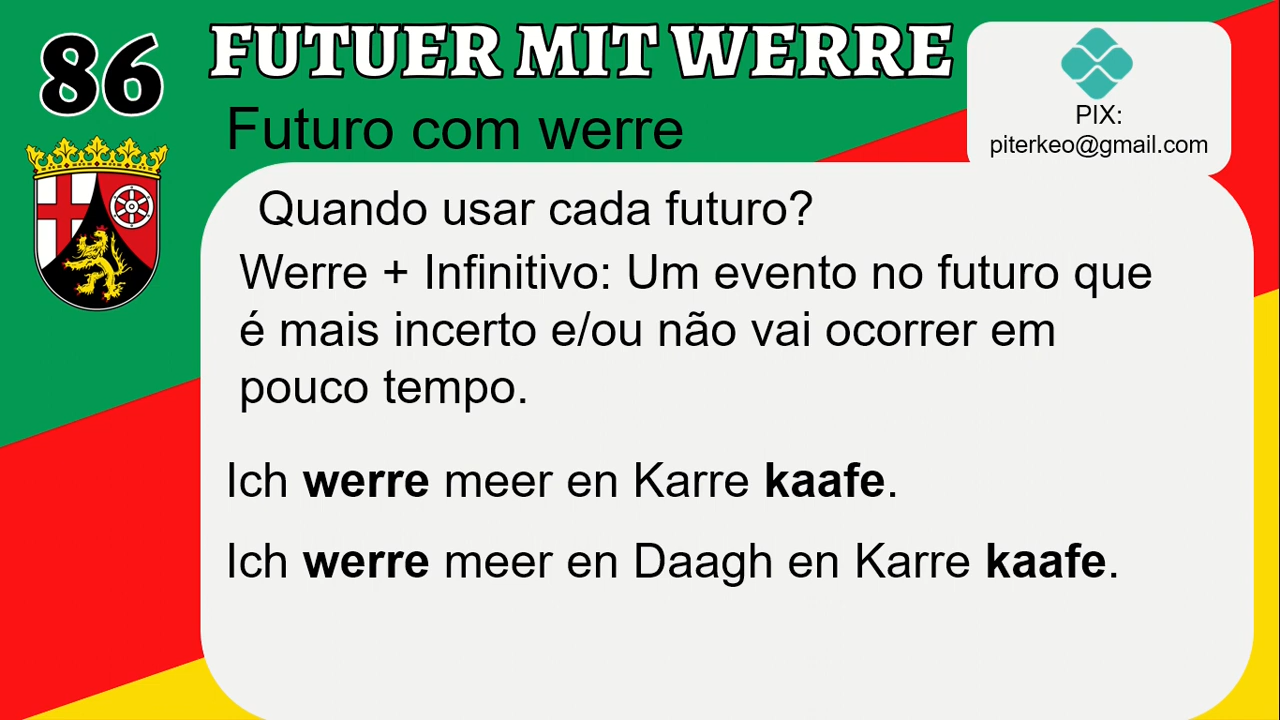 86
FUTUER MIT WERRE
Futuro com werre
PIX:
piterkeo@gmail.com
Quando usar cada futuro?
Werre + Infinitivo: Um evento no futuro que
é mais incerto e/ou não vai ocorrer em
pouco tempo.
Ich werre meer en Karre kaafe.
Ich werre meer en Daagh en Karre kaafe.